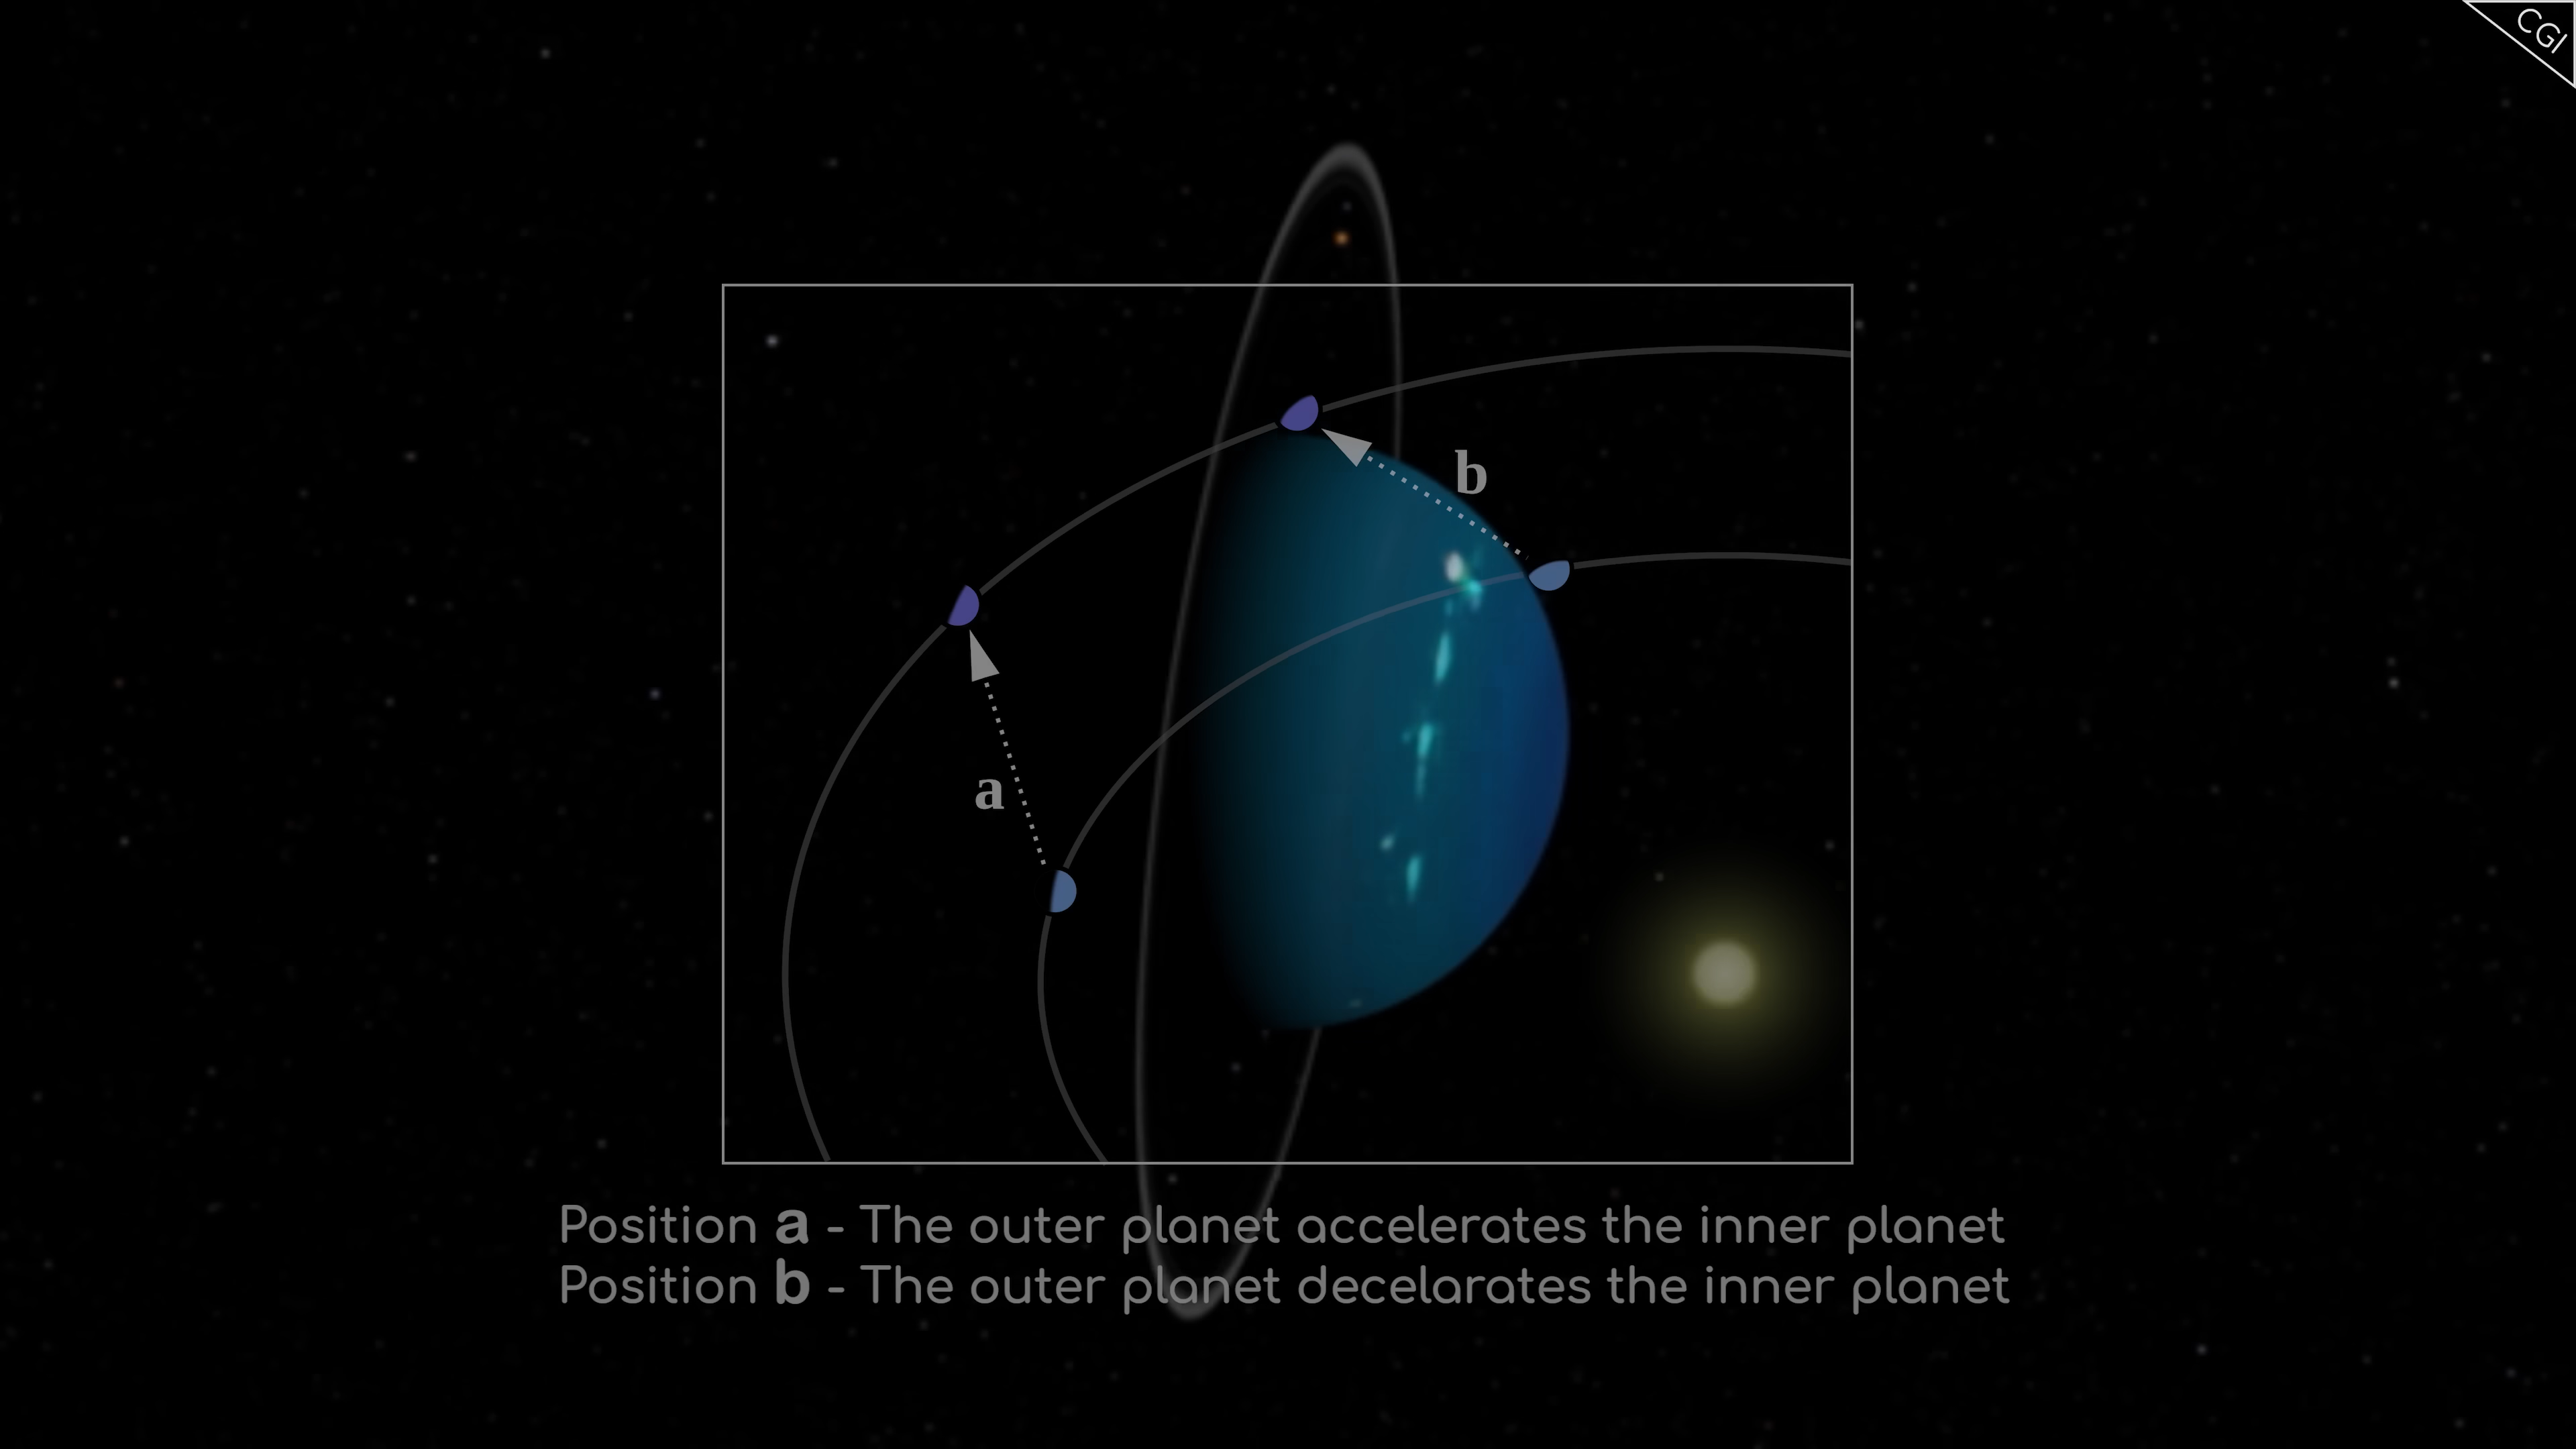 CGI
b
a
Position a - The outer planet accelerates the inner planet
Position b - The outer planet decelarates the inner planet